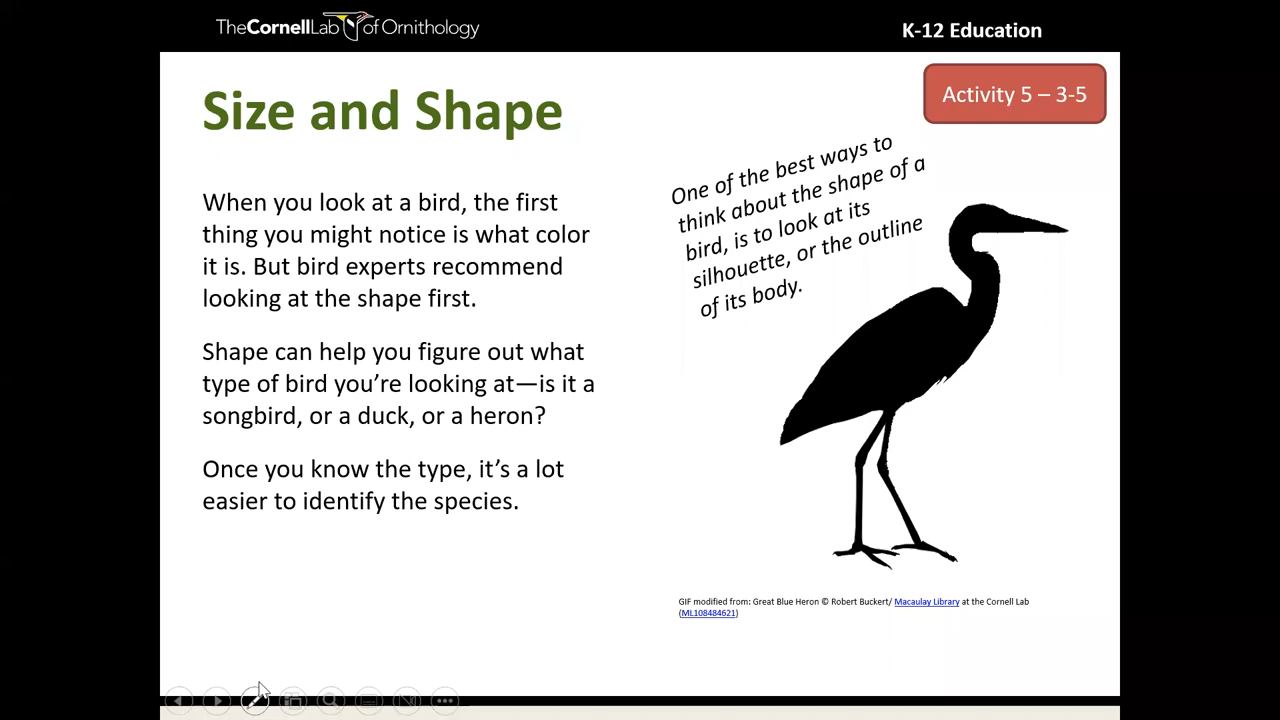 TheCornellLab of Ornithology
K-12 Education
Activity 5 – 3-5
Size and Shape
When you look at a bird, the first
thing you might notice is what color
it is. But bird experts recommend
looking at the shape first.
Shape can help you figure out what
type of bird you’re looking at—is it a
songbird, or a duck, or a heron?
Once you know the type, it’s a lot
easier to identify the species.
One of the best ways to
think about the shape of a
bird, is to look at its
silhouette, or the outline
of its body.
GIF modified from: Great Blue Heron © Robert Buckert/ Macaulay Library at the Cornell Lab
(ML108484621)